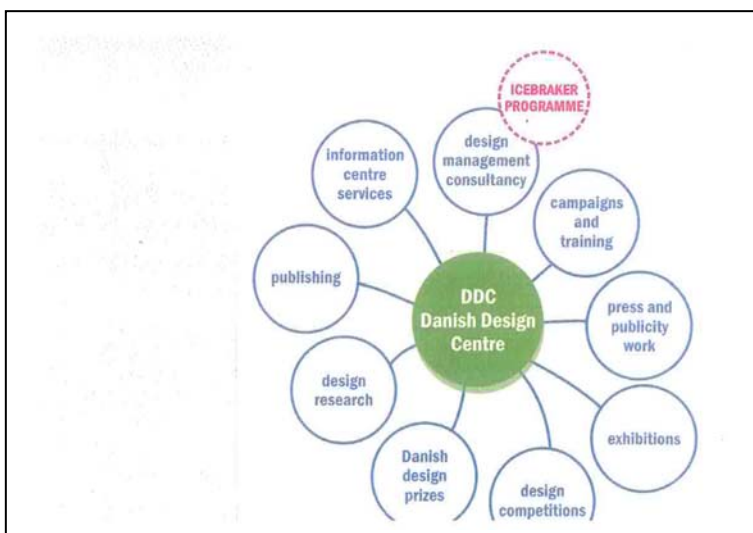 ICEBRAKER
PROGRAMME
design
management
consultancy
information
centre
services
campaigns
and
training
publishing
DDC
Danish Design
Centre
press and
publicity
work
design
research
exhibitions
Danish
design
prizes
design
competitions